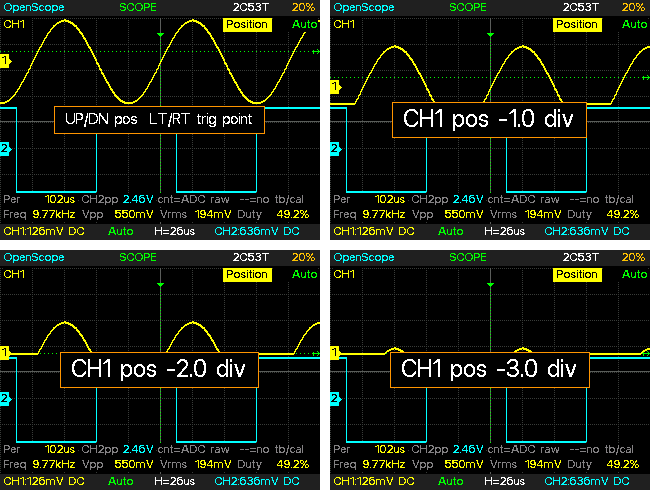 OpenScope SCOPE 2C53T 20%
CH1 Position Auto
1
UP/DN pos LT/RT trig point
2
Per 102us CH2pp 2.46V cnt=ADC raw --=no tb/cal
Freq 9.77kHz Vpp 550mV Vrms 194mV Duty 49.2%
CH1:126mV DC Auto H=26us CH2:636mV DC
OpenScope SCOPE 2C53T 20%
CH1 Position Auto
1
CH1 pos -1.0 div
2
Per 102us CH2pp 2.46V cnt=ADC raw --=no tb/cal
Freq 9.77kHz Vpp 550mV Vrms 194mV Duty 49.2%
CH1:126mV DC Auto H=26us CH2:636mV DC
OpenScope SCOPE 2C53T 20%
CH1 Position Auto
1
CH1 pos -2.0 div
2
Per 102us CH2pp 2.46V cnt=ADC raw --=no tb/cal
Freq 9.77kHz Vpp 550mV Vrms 194mV Duty 49.2%
CH1:126mV DC Auto H=26us CH2:636mV DC
OpenScope SCOPE 2C53T 20%
CH1 Position Auto
1
CH1 pos -3.0 div
2
Per 102us CH2pp 2.46V cnt=ADC raw --=no tb/cal
Freq 9.77kHz Vpp 550mV Vrms 194mV Duty 49.2%
CH1:126mV DC Auto H=26us CH2:636mV DC